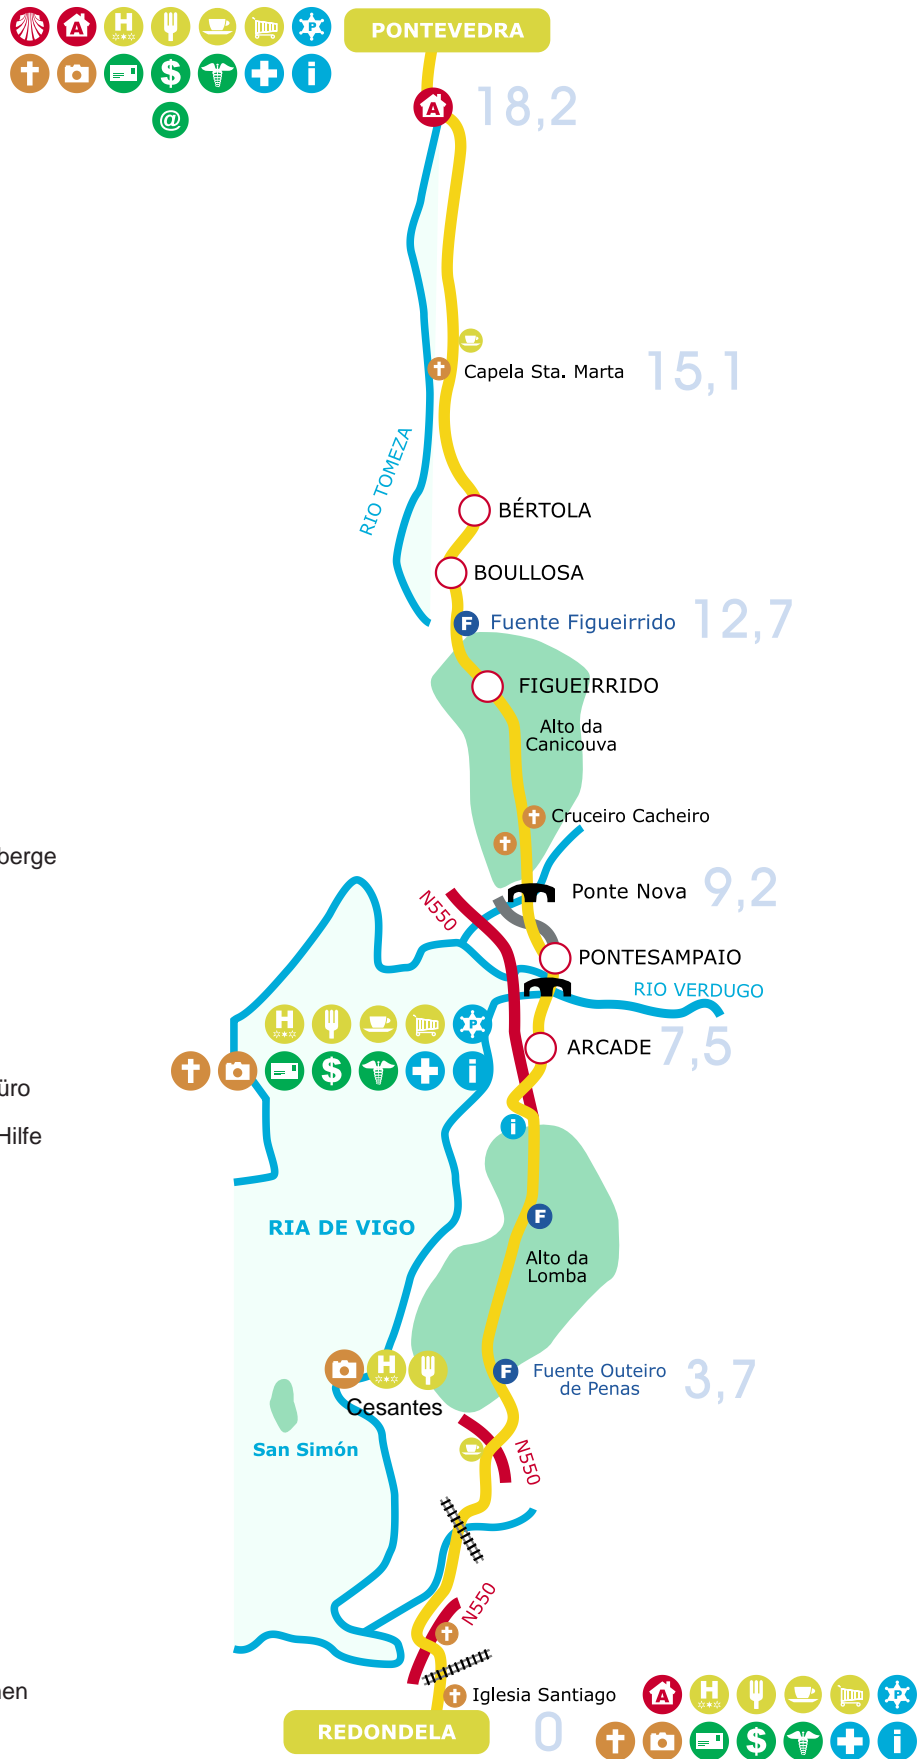 PONTEVEDRA
18,2
Capela Sta. Marta 15,1
RIO TOMEZA
BÉRTOLA
BOULLOSA
Fuente Figueirrido 12,7
FIGUEIRRIDO
Alto da
Canicouva
Cruceiro Cacheiro
berge
N550
Ponte Nova 9,2
PONTESAMPAIO
RIO VERDUGO
ARCADE 7,5
üro
Hilfe
RIA DE VIGO
Alto da
Lomba
Fuente Outeiro
de Penas
3,7
Cesantes
San Simón
N550
N550
Iglesia Santiago
nen
REDONDELA
0